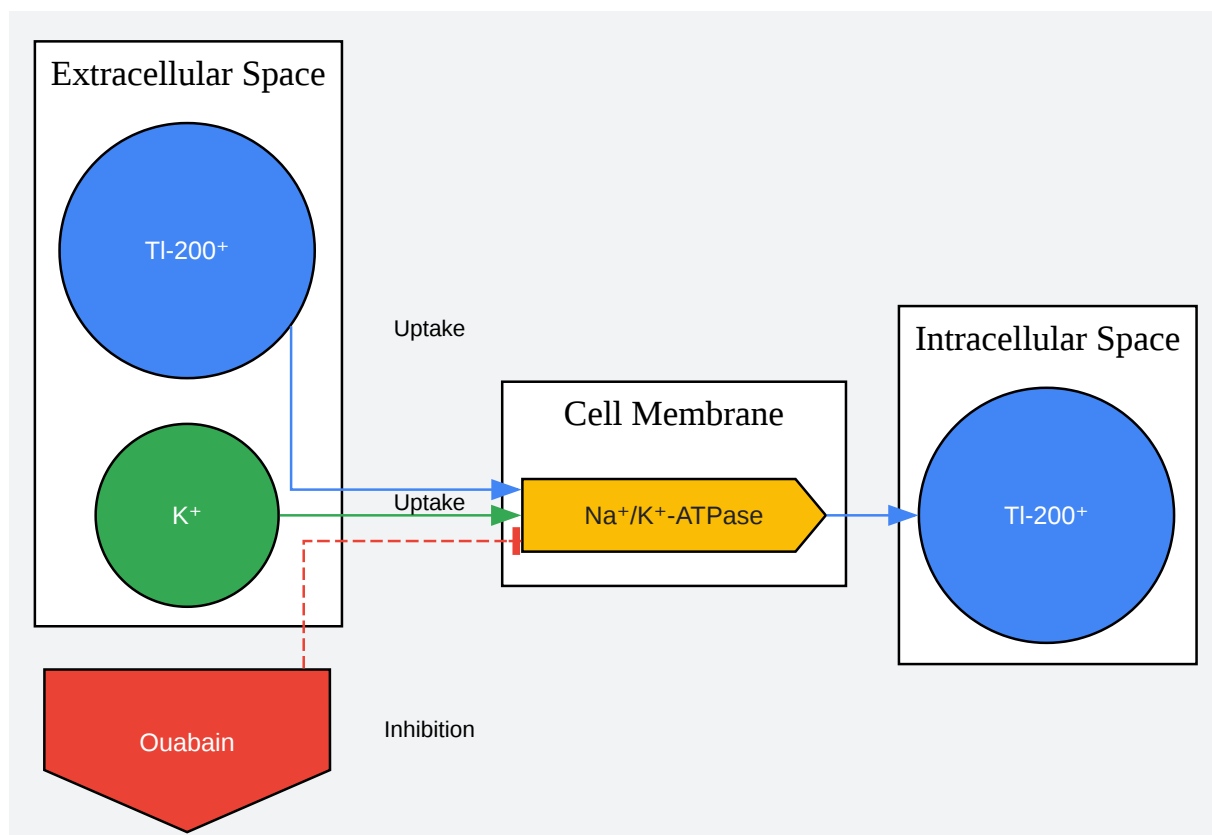 Extracellular Space
Tl-200⁺
Uptake
Intracellular Space
Cell Membrane
K⁺
Uptake
Na⁺/K⁺-ATPase
Tl-200⁺
Ouabain
Inhibition